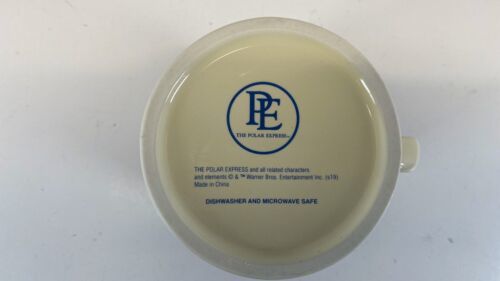 PE
THE POLAR EXPRESS™
THE POLAR EXPRESS and all related characters
and elements © & ™ Warner Bros. Entertainment Inc. (s19)
Made in China
DISHWASHER AND MICROWAVE SAFE